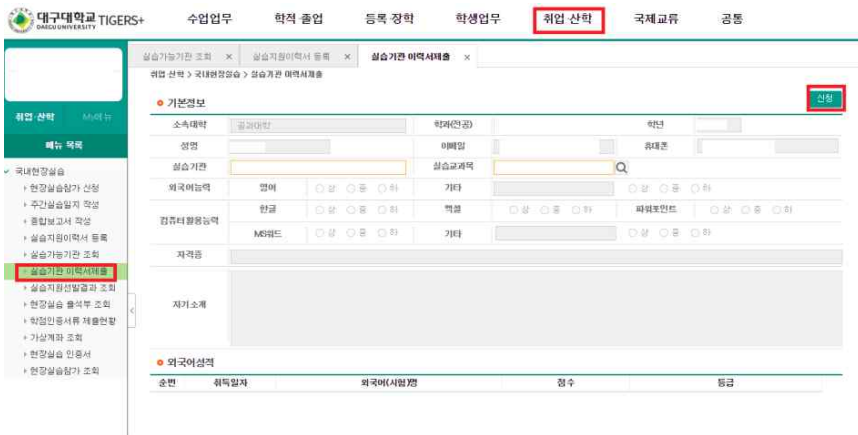 대구대학교 TIGERS+
DAEGU UNIVERSITY
수업업무 학적·졸업 등록·장학 학생업무 취업·산학 국제교류 공통
실습가능기관 조회 × 실습지원이력서 등록 × 실습기관 이력서제출 ×
취업·산학 > 국내현장실습 > 실습기관 이력서제출
취업·산학 My메뉴
메뉴 목록
국내현장실습
현장실습참가 신청
주간실습일지 작성
종합보고서 작성
실습지원이력서 등록
실습가능기관 조회
실습기관 이력서제출
실습지원선발결과 조회
현장실습 출석부 조회
학점인증서류 제출현황
가상계좌 조회
현장실습 인증서
현장실습참가 조회
기본정보 신청
소속대학 공과대학 학과(전공) 학년
성명 이메일 휴대폰
실습기관 실습교과목
외국어능력 영어 상 중 하 기타 상 중 하
컴퓨터활용능력 한글 상 중 하 엑셀 상 중 하 파워포인트 상 중 하
MS워드 상 중 하 기타 상 중 하
자격증
자기소개
외국어성적
순번 취득일자 외국어(시험)명 점수 등급